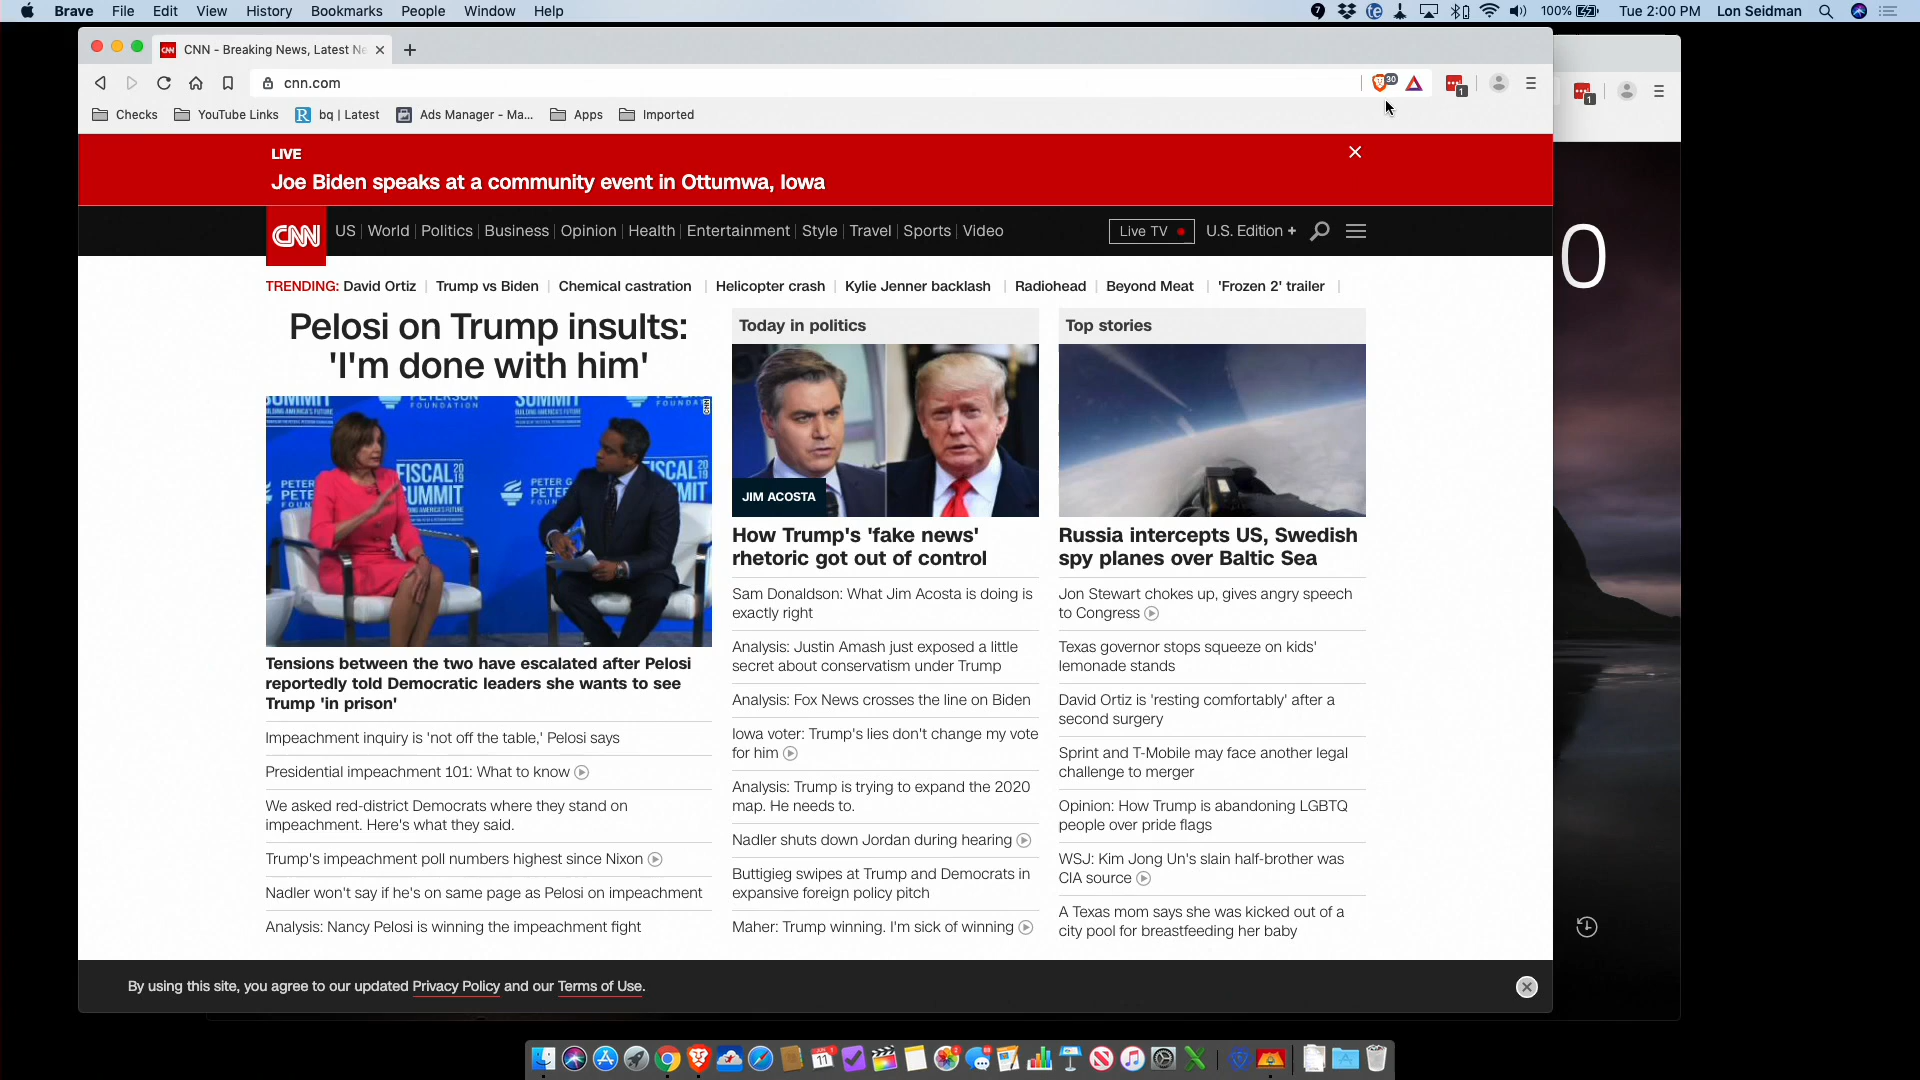 Brave File Edit View History Bookmarks People Window Help
7 100% Tue 2:00 PM Lon Seidman
CNN - Breaking News, Latest Ne
cnn.com
30
1
1
Checks YouTube Links bq | Latest Ads Manager - Ma... Apps Imported
LIVE
Joe Biden speaks at a community event in Ottumwa, Iowa
CNN US World Politics Business Opinion Health Entertainment Style Travel Sports Video
Live TV U.S. Edition +
TRENDING: David Ortiz Trump vs Biden Chemical castration Helicopter crash Kylie Jenner backlash Radiohead Beyond Meat 'Frozen 2' trailer
Pelosi on Trump insults:
'I'm done with him'
CNN
SUMMIT
BUILDING AMERICA'S FUTURE
PETERSON
FOUNDATION
FISCAL 2019
SUMMIT
PETER G
Tensions between the two have escalated after Pelosi
reportedly told Democratic leaders she wants to see
Trump 'in prison'
Impeachment inquiry is 'not off the table,' Pelosi says
Presidential impeachment 101: What to know
We asked red-district Democrats where they stand on
impeachment. Here's what they said.
Trump's impeachment poll numbers highest since Nixon
Nadler won't say if he's on same page as Pelosi on impeachment
Analysis: Nancy Pelosi is winning the impeachment fight
Today in politics
JIM ACOSTA
How Trump's 'fake news'
rhetoric got out of control
Sam Donaldson: What Jim Acosta is doing is
exactly right
Analysis: Justin Amash just exposed a little
secret about conservatism under Trump
Analysis: Fox News crosses the line on Biden
Iowa voter: Trump's lies don't change my vote
for him
Analysis: Trump is trying to expand the 2020
map. He needs to.
Nadler shuts down Jordan during hearing
Buttigieg swipes at Trump and Democrats in
expansive foreign policy pitch
Maher: Trump winning. I'm sick of winning
Top stories
Russia intercepts US, Swedish
spy planes over Baltic Sea
Jon Stewart chokes up, gives angry speech
to Congress
Texas governor stops squeeze on kids'
lemonade stands
David Ortiz is 'resting comfortably' after a
second surgery
Sprint and T-Mobile may face another legal
challenge to merger
Opinion: How Trump is abandoning LGBTQ
people over pride flags
WSJ: Kim Jong Un's slain half-brother was
CIA source
A Texas mom says she was kicked out of a
city pool for breastfeeding her baby
0
By using this site, you agree to our updated Privacy Policy and our Terms of Use.
11